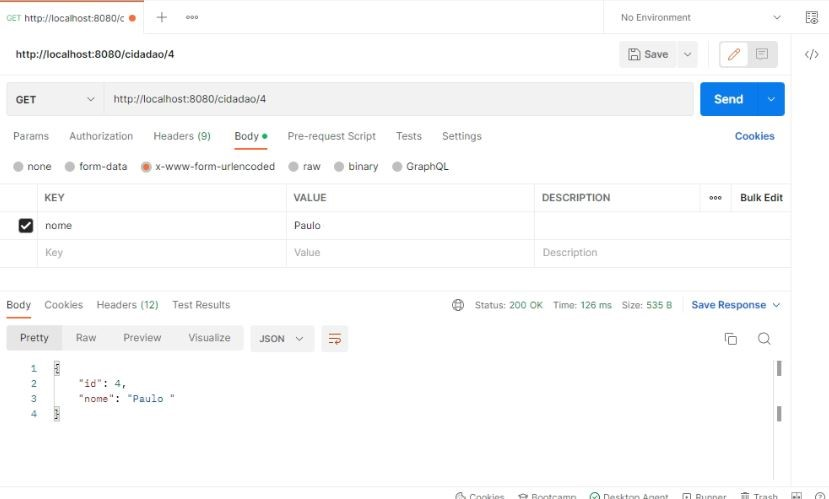 GET http://localhost:8080/c
No Environment
http://localhost:8080/cidadao/4
Save
GET http://localhost:8080/cidadao/4 Send
Params Authorization Headers (9) Body Pre-request Script Tests Settings Cookies
none form-data x-www-form-urlencoded raw binary GraphQL
KEY VALUE DESCRIPTION Bulk Edit
nome Paulo
Key Value Description
Body Cookies Headers (12) Test Results Status: 200 OK Time: 126 ms Size: 535 B Save Response
Pretty Raw Preview Visualize JSON
1 {
2 "id": 4,
3 "nome": "Paulo "
4 }
Cookies Bootcamp Desktop Agent Runner Trash